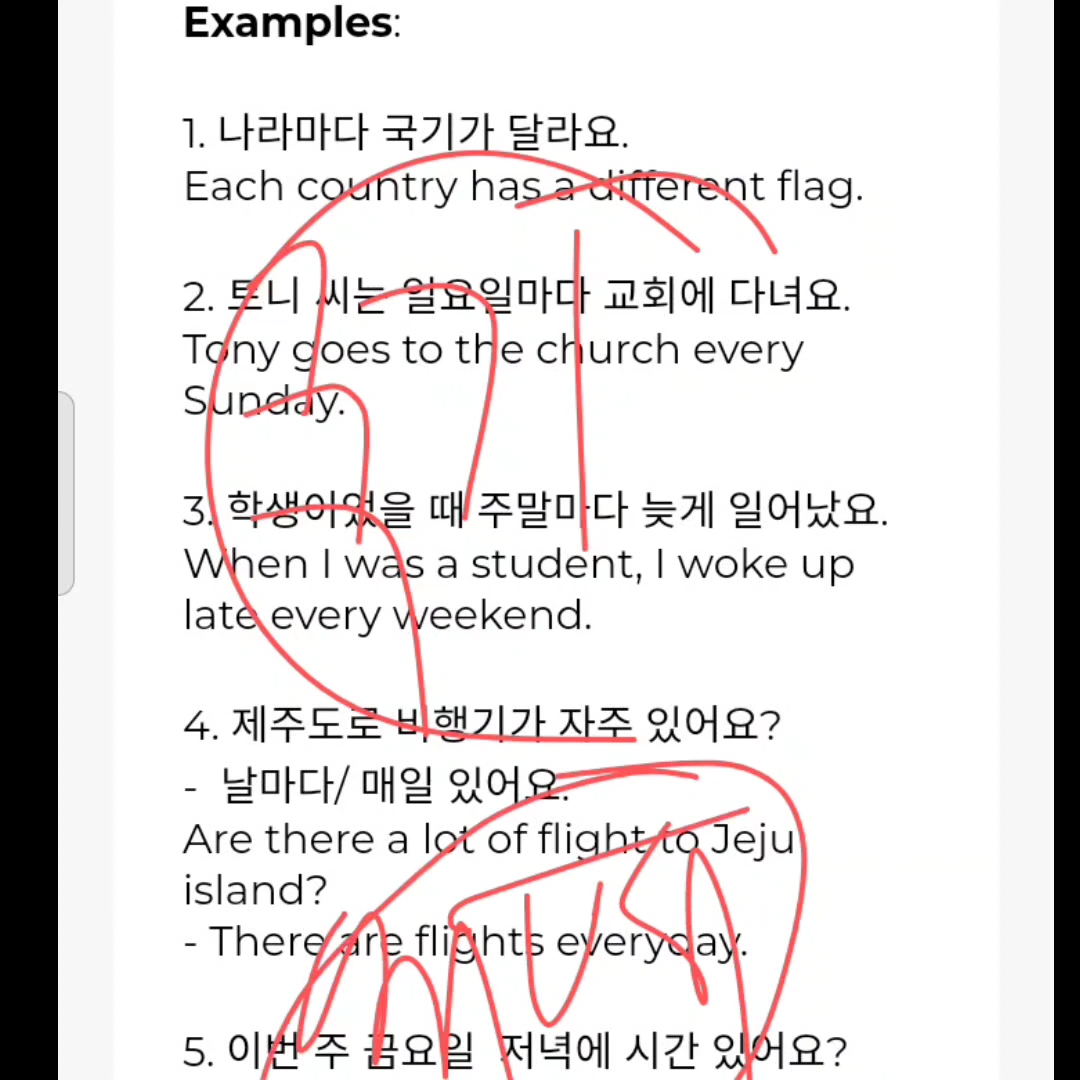 Examples:
1. 나라마다 국기가 달라요.
Each country has a different flag.
2. 토니 씨는 일요일마다 교회에 다녀요.
Tony goes to the church every
Sunday.
3. 학생이었을 때 주말마다 늦게 일어났요.
When I was a student, I woke up
late every weekend.
4. 제주도로 비행기가 자주 있어요?
- 날마다/ 매일 있어요.
Are there a lot of flight to Jeju
island?
- There are flights everyday.
5. 이번 주 금요일 저녁에 시간 있어요?